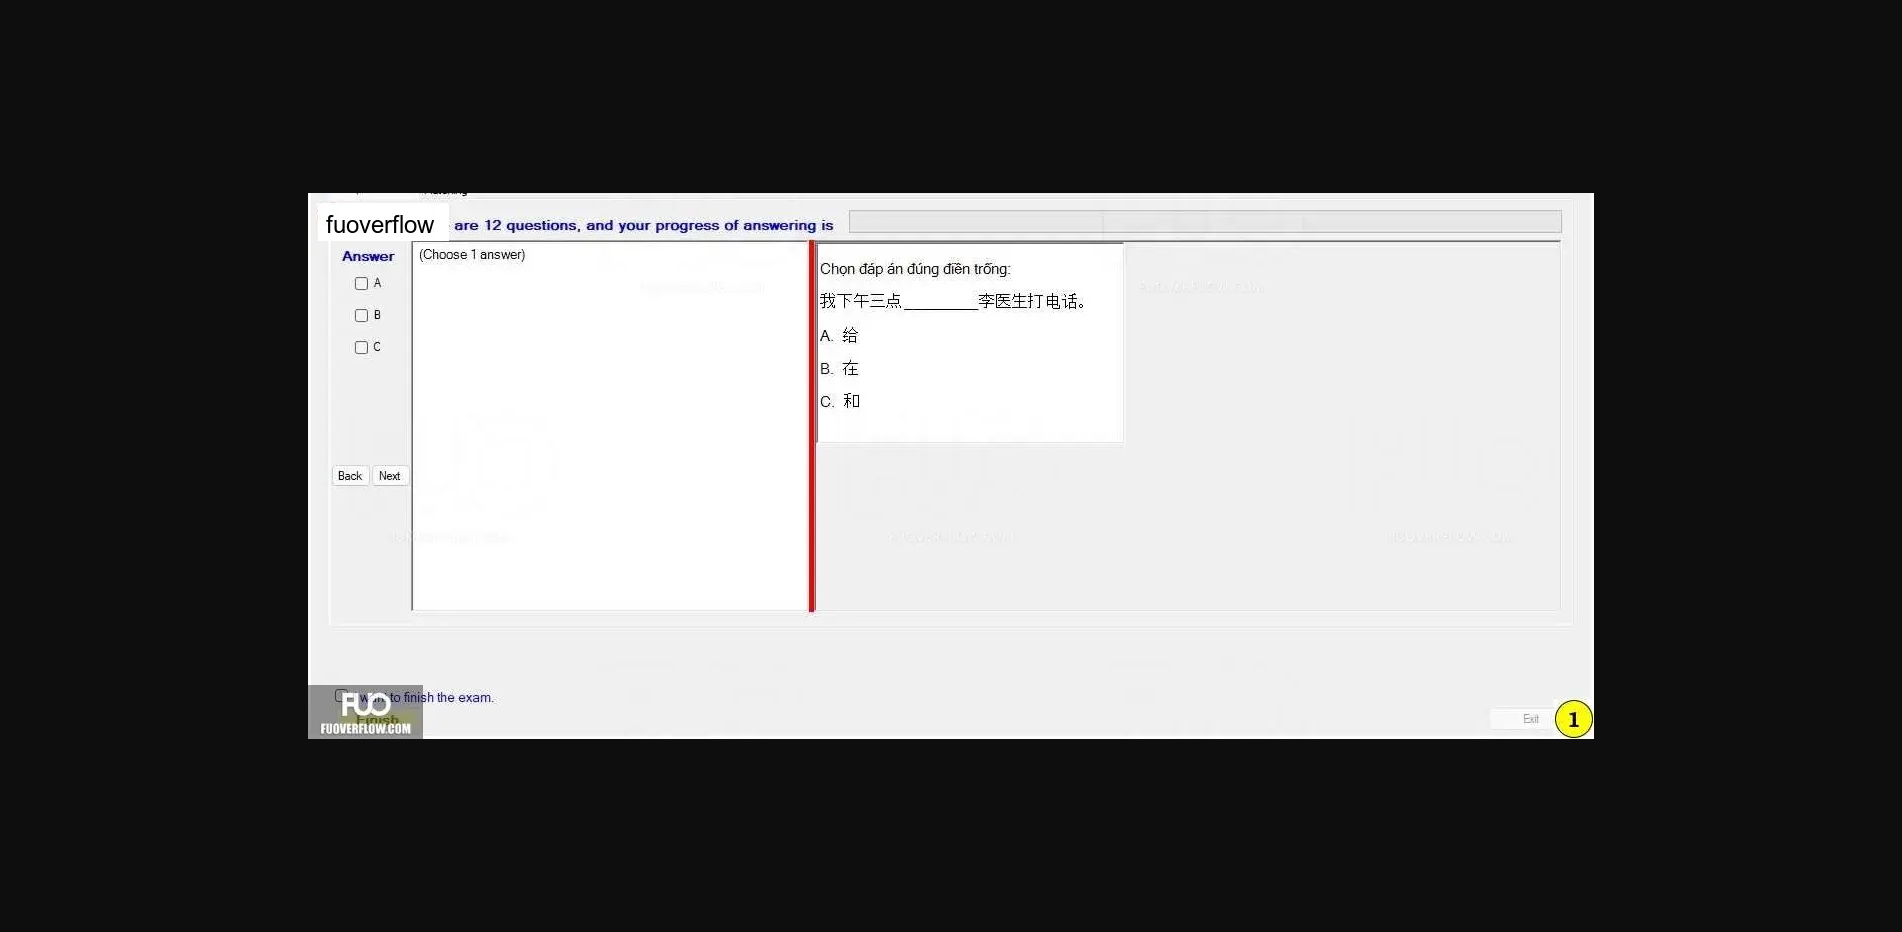 fuoverflow
are 12 questions, and your progress of answering is
Answer
(Choose 1 answer)
A
B
C
Back
Next
Chọn đáp án đúng điền trống:
我下午三点________李医生打电话。
A. 给
B. 在
C. 和
want to finish the exam.
Finish
FUO
FUOVERFLOW.COM
Exit
1